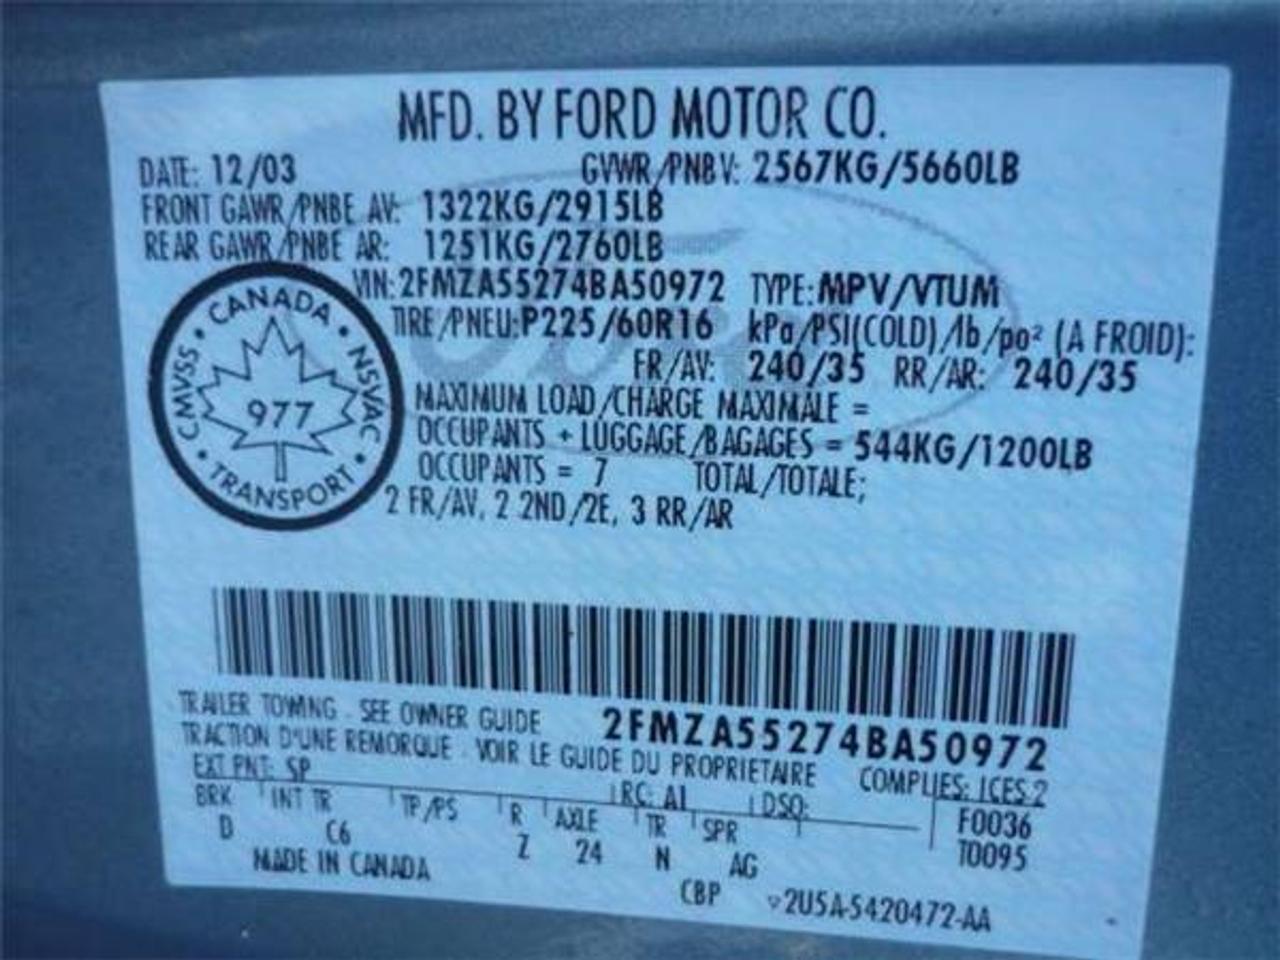 MFD. BY FORD MOTOR CO.
DATE: 12/03 GVWR/PNBV: 2567KG/5660LB
FRONT GAWR/PNBE AV: 1322KG/2915LB
REAR GAWR/PNBE AR: 1251KG/2760LB
VIN: 2FMZA55274BA50972 TYPE: MPV/VTUM
TIRE/PNEU: P225/60R16 kPa/PSI(COLD)/lb/po² (A FROID):
FR/AV: 240/35 RR/AR: 240/35
MAXIMUM LOAD/CHARGE MAXIMALE =
OCCUPANTS + LUGGAGE/BAGAGES = 544KG/1200LB
OCCUPANTS = 7 TOTAL/TOTALE;
2 FR/AV, 2 2ND/2E, 3 RR/AR
CANADA
CMVSS • NSVAC
977
TRANSPORT
Ford
TRAILER TOWING - SEE OWNER GUIDE 2FMZA55274BA50972
TRACTION D'UNE REMORQUE - VOIR LE GUIDE DU PROPRIETAIRE COMPLIES: ICES-2
EXT PNT: SP RC: A1 DSO: F0036
BRK INT TR TP/PS R AXLE TR SPR T0095
D C6 Z 24 N AG
MADE IN CANADA CBP ▽2U5A-5420472-AA